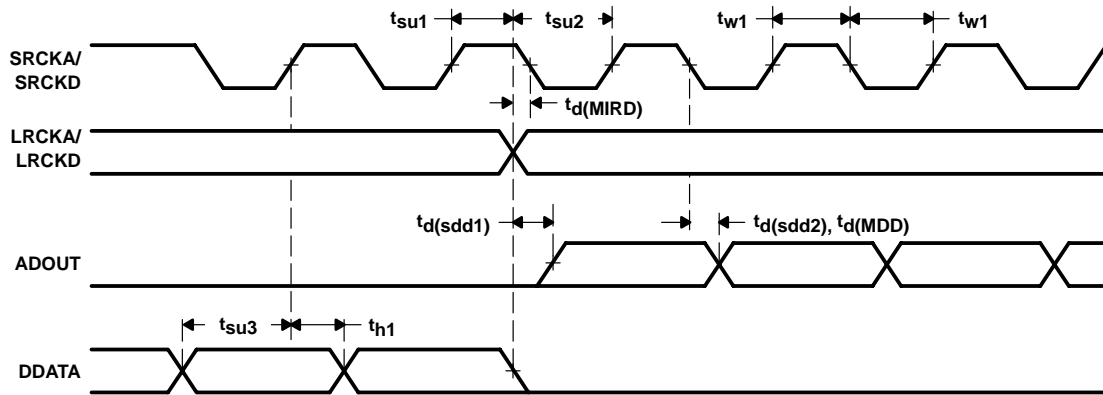 tsu1
tsu2
tw1
tw1
SRCKA/
SRCKD
td(MIRD)
LRCKA/
LRCKD
td(sdd1)
td(sdd2), td(MDD)
ADOUT
tsu3
th1
DDATA